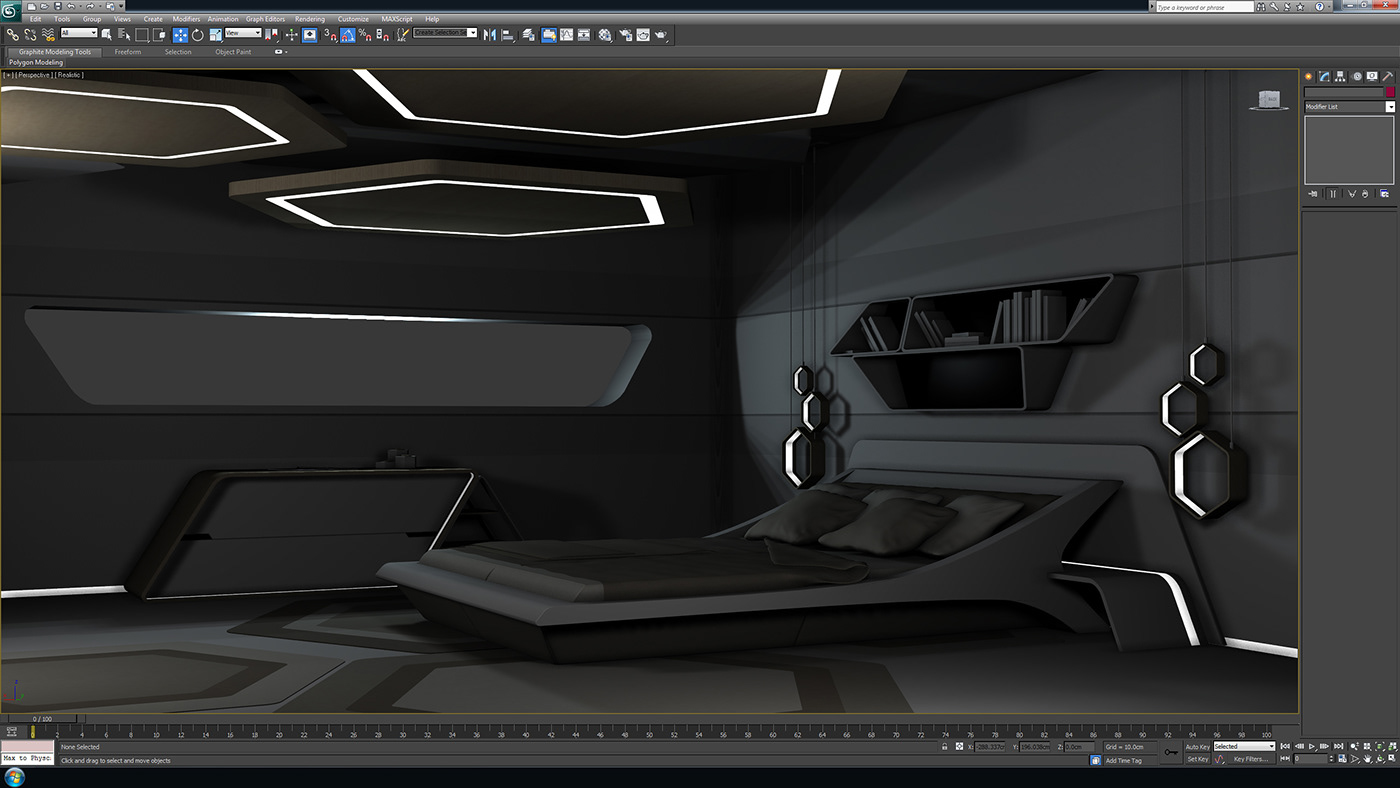 Type a keyword or phrase
Edit Tools Group Views Create Modifiers Animation Graph Editors Rendering Customize MAXScript Help
All View 3 Create Selection Se
Graphite Modeling Tools Freeform Selection Object Paint
Polygon Modeling
[ + ] [ Perspective ] [ Realistic ]
Modifier List
z
0 / 100
0 2 4 6 8 10 12 14 16 18 20 22 24 26 28 30 32 34 36 38 40 42 44 46 48 50 52 54 56 58 60 62 64 66 68 70 72 74 76 78 80 82 84 86 88 90 92 94 96 98 100
None Selected X: -288.337cm Y: 196.038cm Z: 0.0cm Grid = 10.0cm Auto Key Selected
Max to Physc Click and drag to select and move objects Add Time Tag Set Key Key Filters... 0